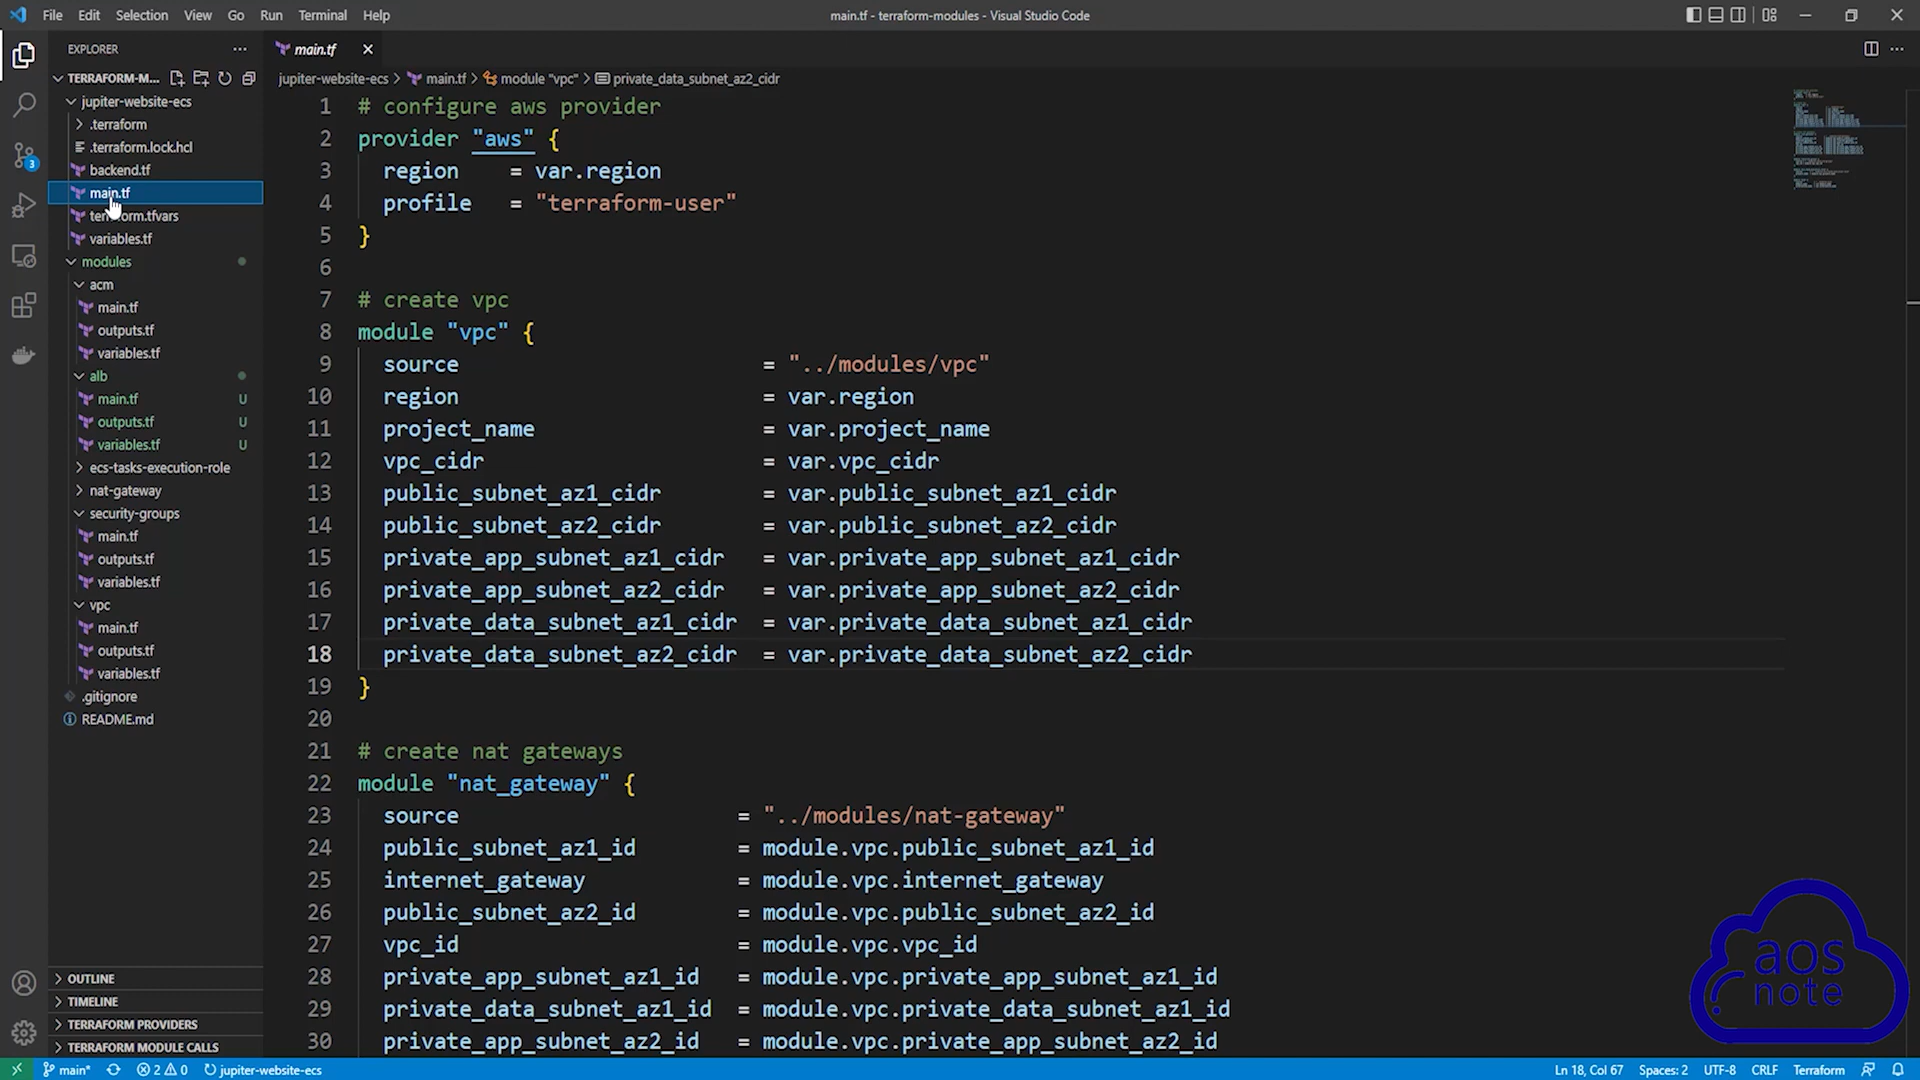 File Edit Selection View Go Run Terminal Help
main.tf - terraform-modules - Visual Studio Code
EXPLORER
TERRAFORM-M...
jupiter-website-ecs
.terraform
.terraform.lock.hcl
backend.tf
main.tf
terraform.tfvars
variables.tf
modules
acm
main.tf
outputs.tf
variables.tf
alb
main.tf U
outputs.tf U
variables.tf U
ecs-tasks-execution-role
nat-gateway
security-groups
main.tf
outputs.tf
variables.tf
vpc
main.tf
outputs.tf
variables.tf
.gitignore
README.md
OUTLINE
TIMELINE
TERRAFORM PROVIDERS
TERRAFORM MODULE CALLS
3
main.tf
jupiter-website-ecs > main.tf > module "vpc" > private_data_subnet_az2_cidr
1 # configure aws provider
2 provider "aws" {
3 region = var.region
4 profile = "terraform-user"
5 }
6
7 # create vpc
8 module "vpc" {
9 source = "../modules/vpc"
10 region = var.region
11 project_name = var.project_name
12 vpc_cidr = var.vpc_cidr
13 public_subnet_az1_cidr = var.public_subnet_az1_cidr
14 public_subnet_az2_cidr = var.public_subnet_az2_cidr
15 private_app_subnet_az1_cidr = var.private_app_subnet_az1_cidr
16 private_app_subnet_az2_cidr = var.private_app_subnet_az2_cidr
17 private_data_subnet_az1_cidr = var.private_data_subnet_az1_cidr
18 private_data_subnet_az2_cidr = var.private_data_subnet_az2_cidr
19 }
20
21 # create nat gateways
22 module "nat_gateway" {
23 source = "../modules/nat-gateway"
24 public_subnet_az1_id = module.vpc.public_subnet_az1_id
25 internet_gateway = module.vpc.internet_gateway
26 public_subnet_az2_id = module.vpc.public_subnet_az2_id
27 vpc_id = module.vpc.vpc_id
28 private_app_subnet_az1_id = module.vpc.private_app_subnet_az1_id
29 private_data_subnet_az1_id = module.vpc.private_data_subnet_az1_id
30 private_app_subnet_az2_id = module.vpc.private_app_subnet_az2_id
aos
note
main* 2 0 jupiter-website-ecs Ln 18, Col 67 Spaces: 2 UTF-8 CRLF Terraform